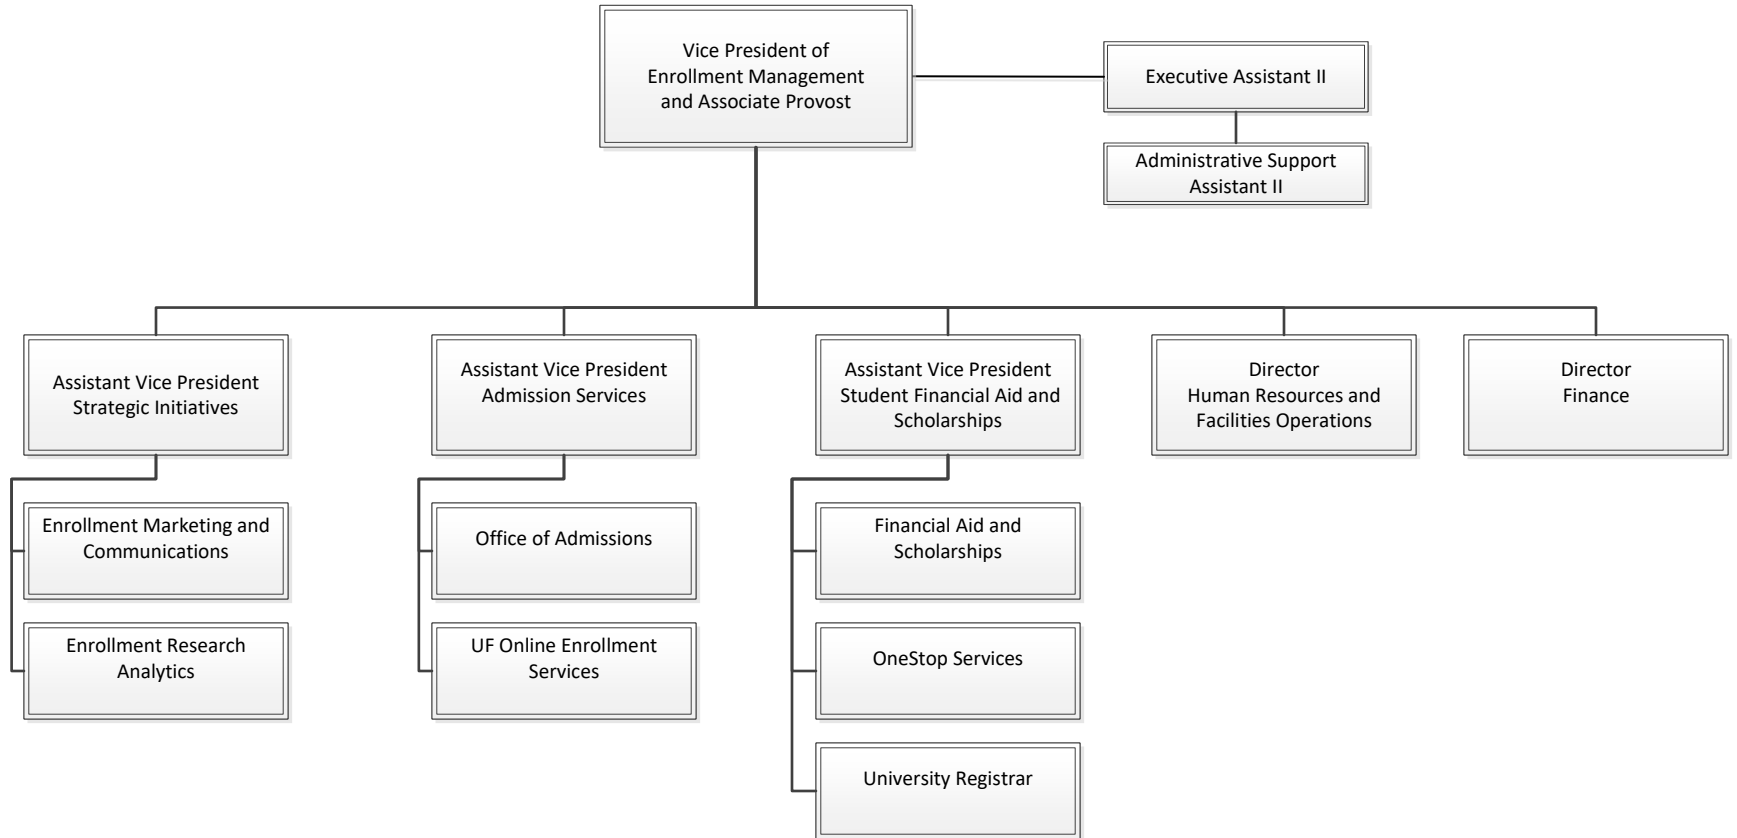 Vice President of
Enrollment Management
and Associate Provost
Executive Assistant II
Administrative Support
Assistant II
Assistant Vice President
Strategic Initiatives
Assistant Vice President
Admission Services
Assistant Vice President
Student Financial Aid and
Scholarships
Director
Human Resources and
Facilities Operations
Director
Finance
Enrollment Marketing and
Communications
Office of Admissions
Financial Aid and
Scholarships
Enrollment Research
Analytics
UF Online Enrollment
Services
OneStop Services
University Registrar